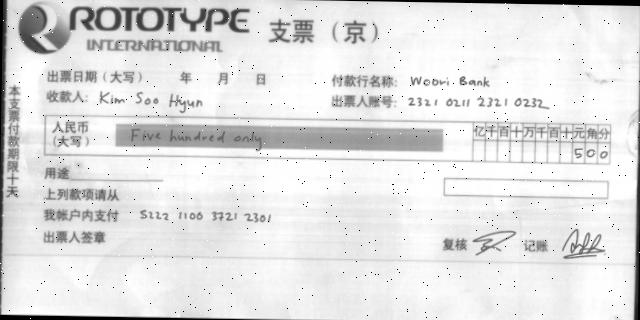 ROTOTYPE
INTERNATIONAL
支票（京）
出票日期（大写） 年 月 日
付款行名称： Woori Bank
收款人： Kim Soo Hyun
出票人账号： 2321 0211 2321 0232
本支票付款期限十天
人民币
（大写）
Five hundred only
亿千百十万千百十元角分
500
用途
上列款项请从
我帐户内支付 5222 1100 3721 2301
出票人签章
复核 记账